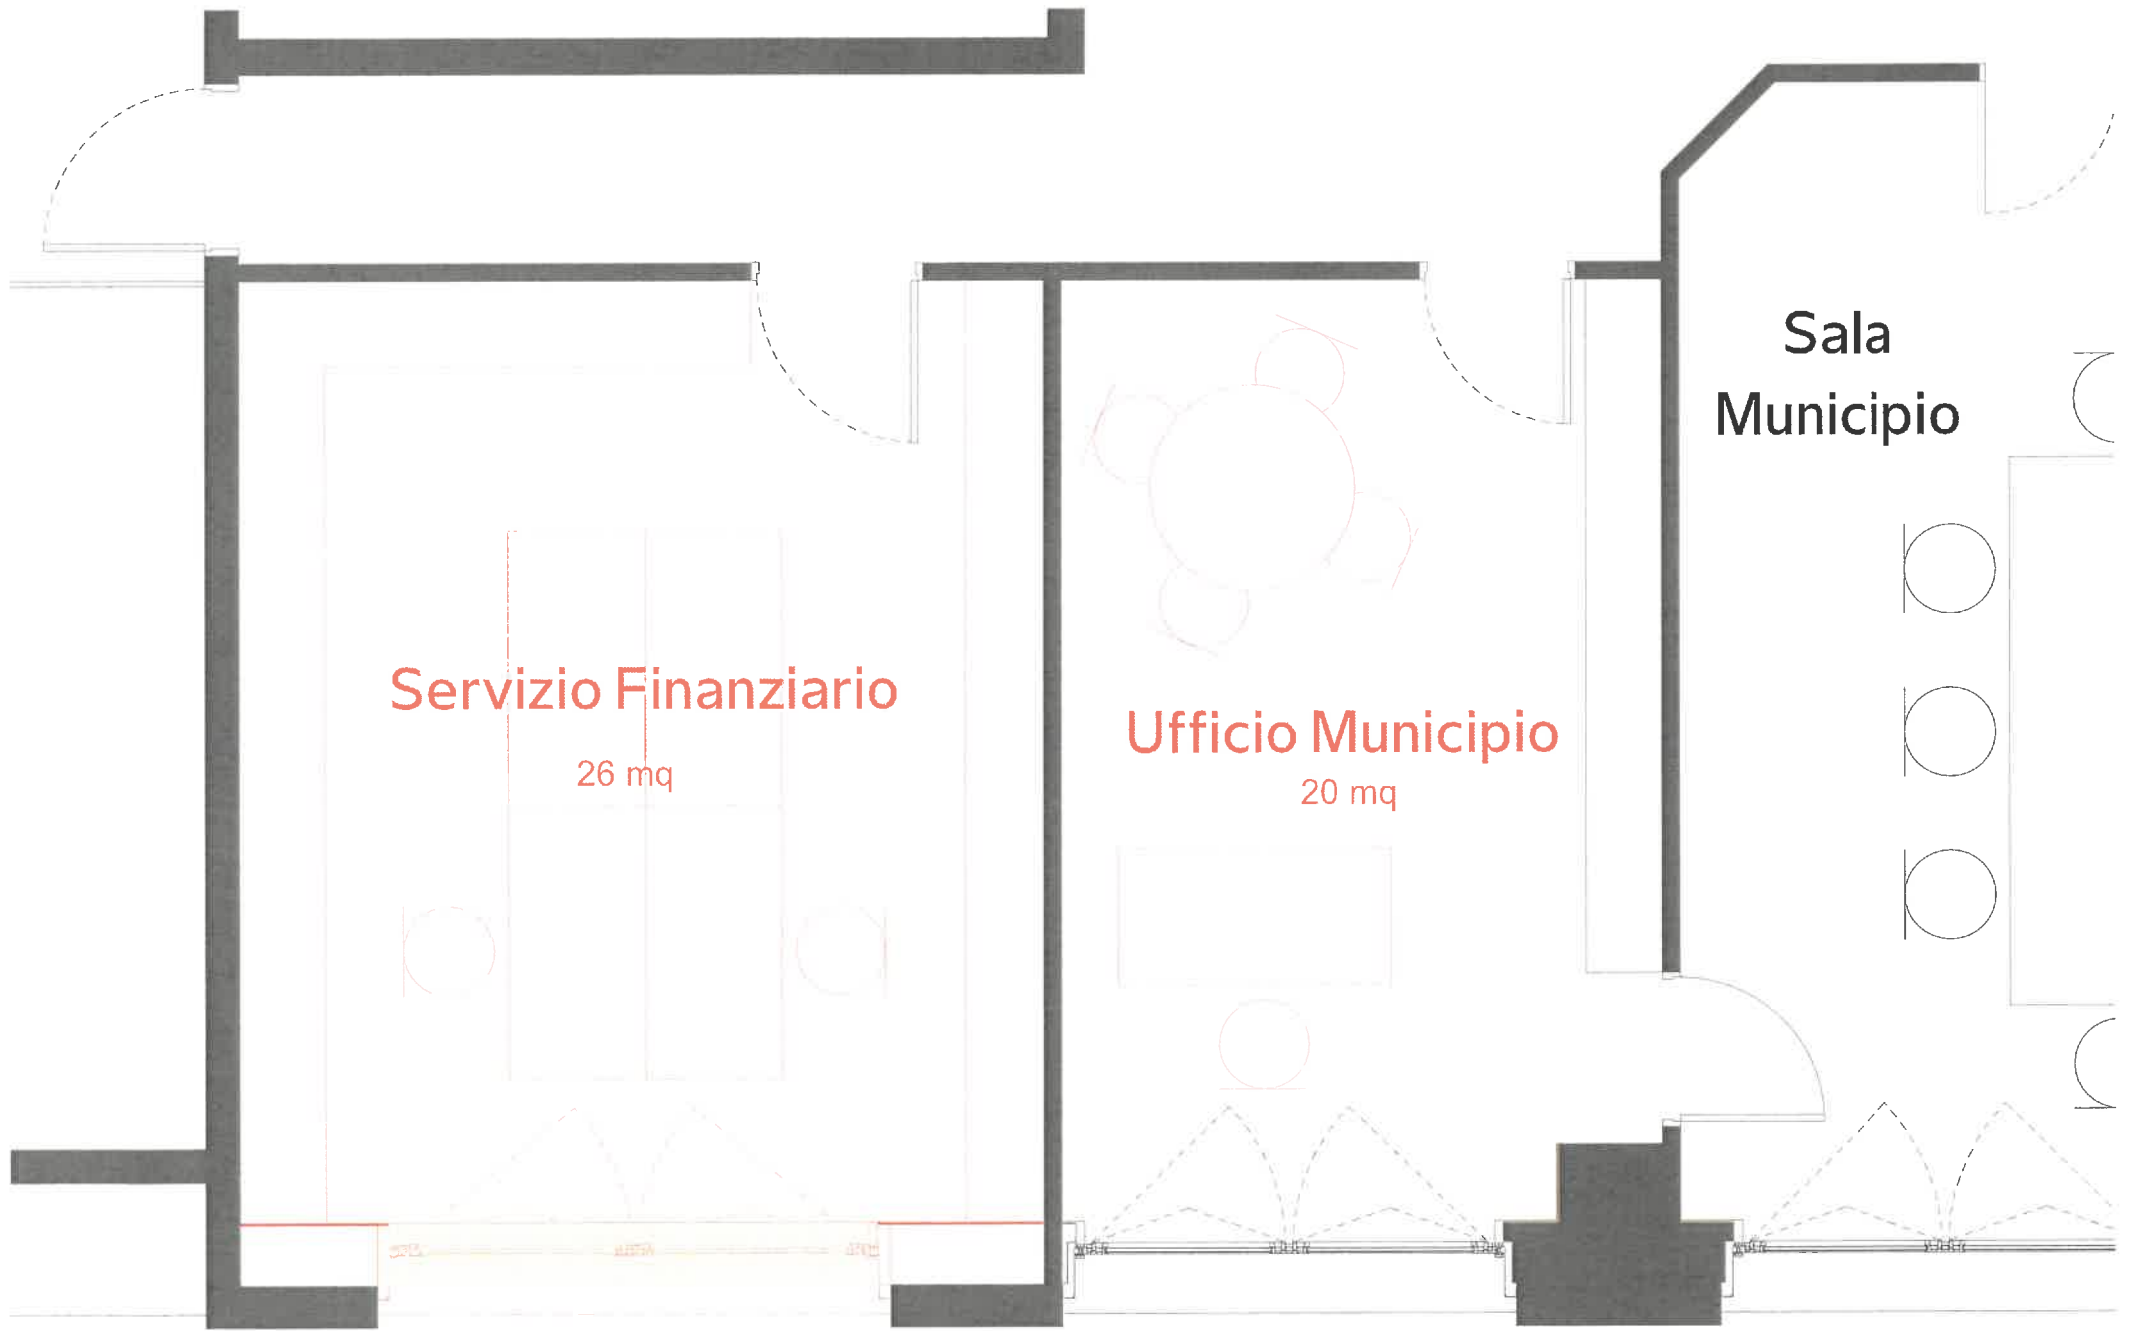 Sala
Municipio
Servizio Finanziario
26 mq
Ufficio Municipio
20 mq